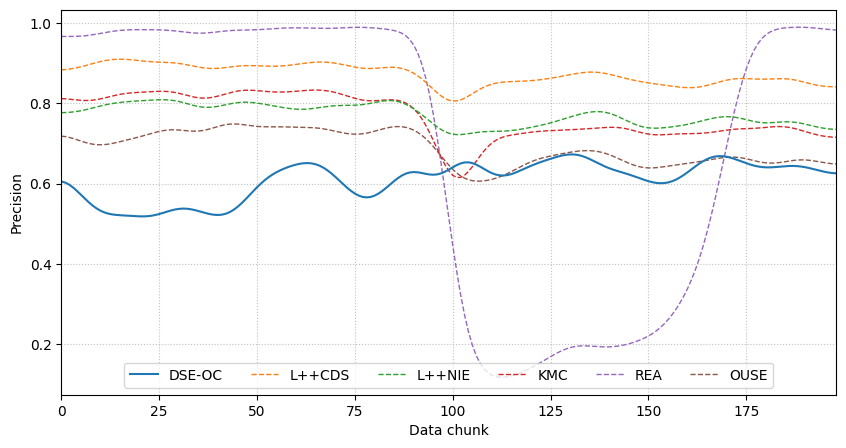 Precision
1.0
0.8
0.6
0.4
0.2
DSE-OC L++CDS L++NIE KMC REA OUSE
0 25 50 75 100 125 150 175
Data chunk